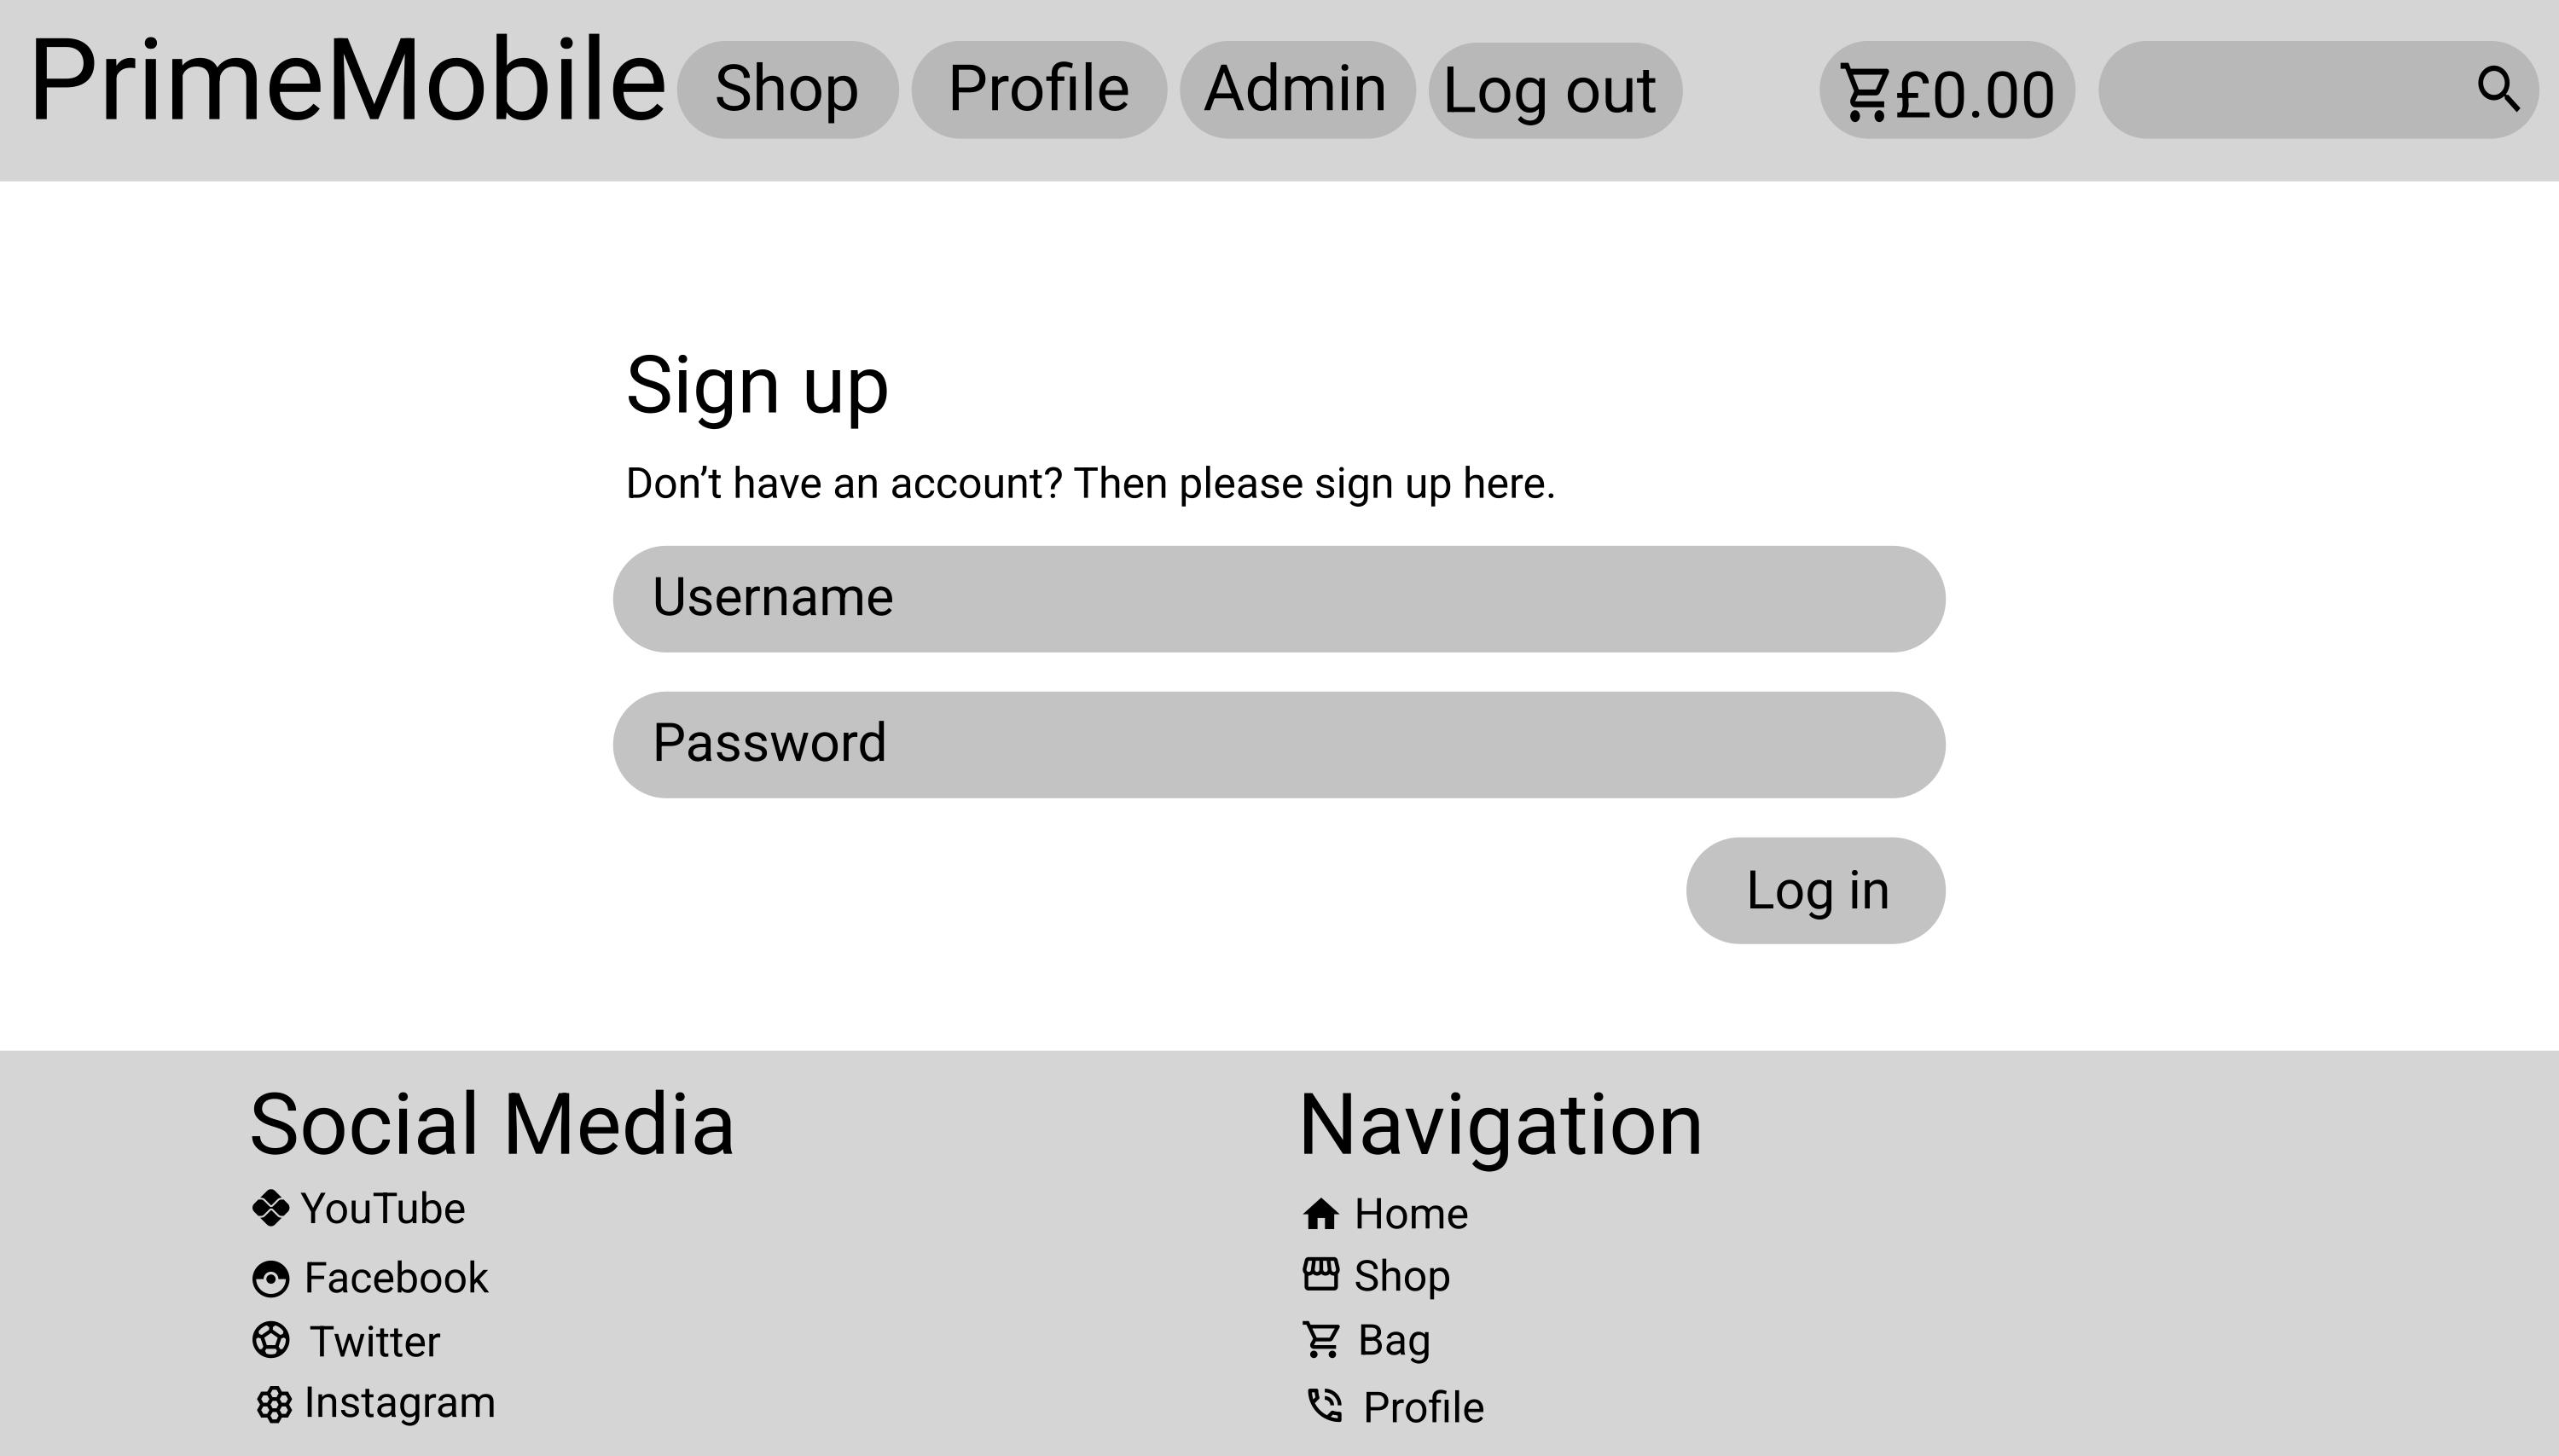 PrimeMobile Shop Profile Admin Log out £0.00
Sign up
Don’t have an account? Then please sign up here.
Username
Password
Log in
Social Media
YouTube
Facebook
Twitter
Instagram
Navigation
Home
Shop
Bag
Profile